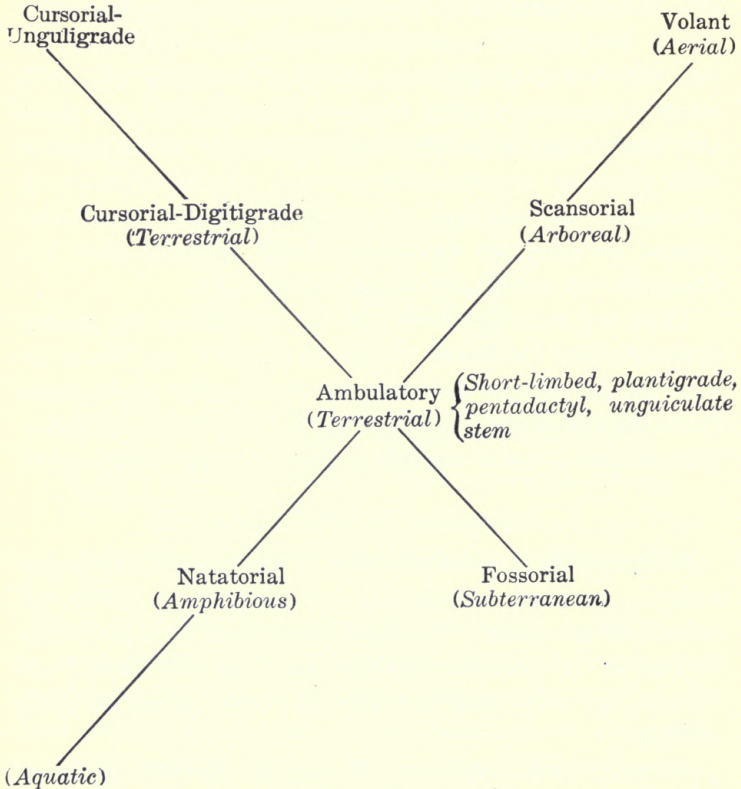 Cursorial-
Unguligrade
Volant
(Aerial)
Cursorial-Digitigrade
(Terrestrial)
Scansorial
(Arboreal)
Ambulatory
(Terrestrial)
Short-limbed, plantigrade,
pentadactyl, unguiculate
stem
Natatorial
(Amphibious)
Fossorial
(Subterranean)
(Aquatic)